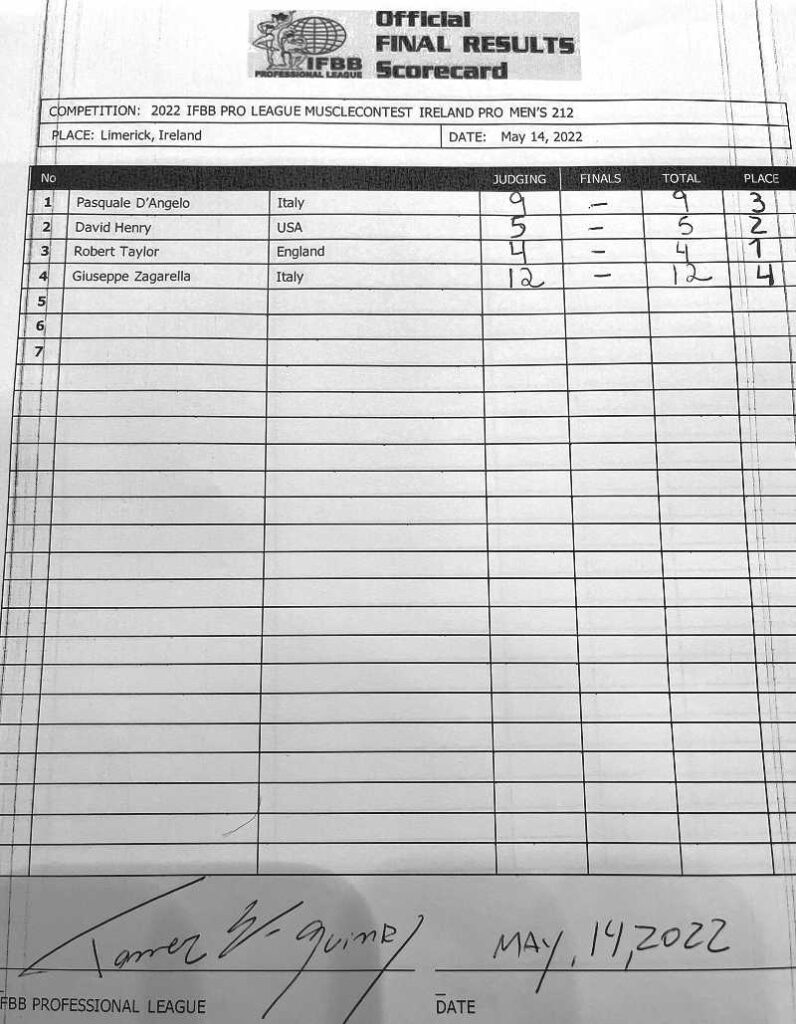 Official
FINAL RESULTS
Scorecard
IFBB
PROFESSIONAL LEAGUE
COMPETITION: 2022 IFBB PRO LEAGUE MUSCLECONTEST IRELAND PRO MEN'S 212
PLACE: Limerick, Ireland DATE: May 14, 2022
No JUDGING FINALS TOTAL PLACE
1 Pasquale D'Angelo Italy 9 – 9 3
2 David Henry USA 5 – 5 2
3 Robert Taylor England 4 – 4 1
4 Giuseppe Zagarella Italy 12 – 12 4
5
6
7
MAY, 14, 2022
IFBB PROFESSIONAL LEAGUE DATE